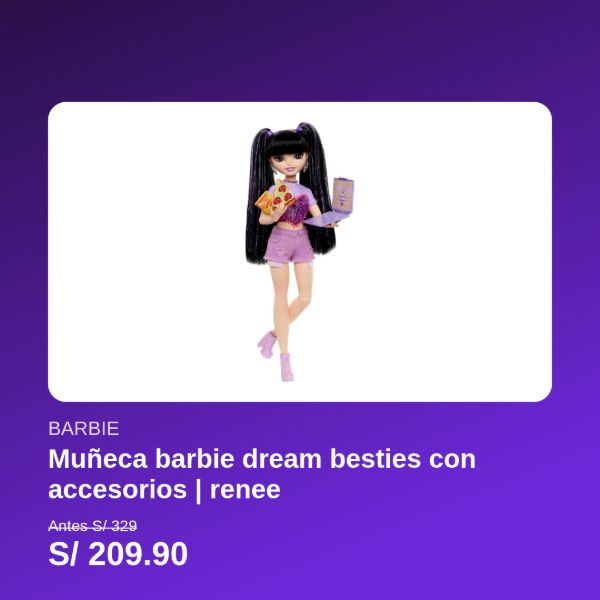 BARBIE
Muñeca barbie dream besties con
accesorios | renee
Antes S/ 329
S/ 209.90